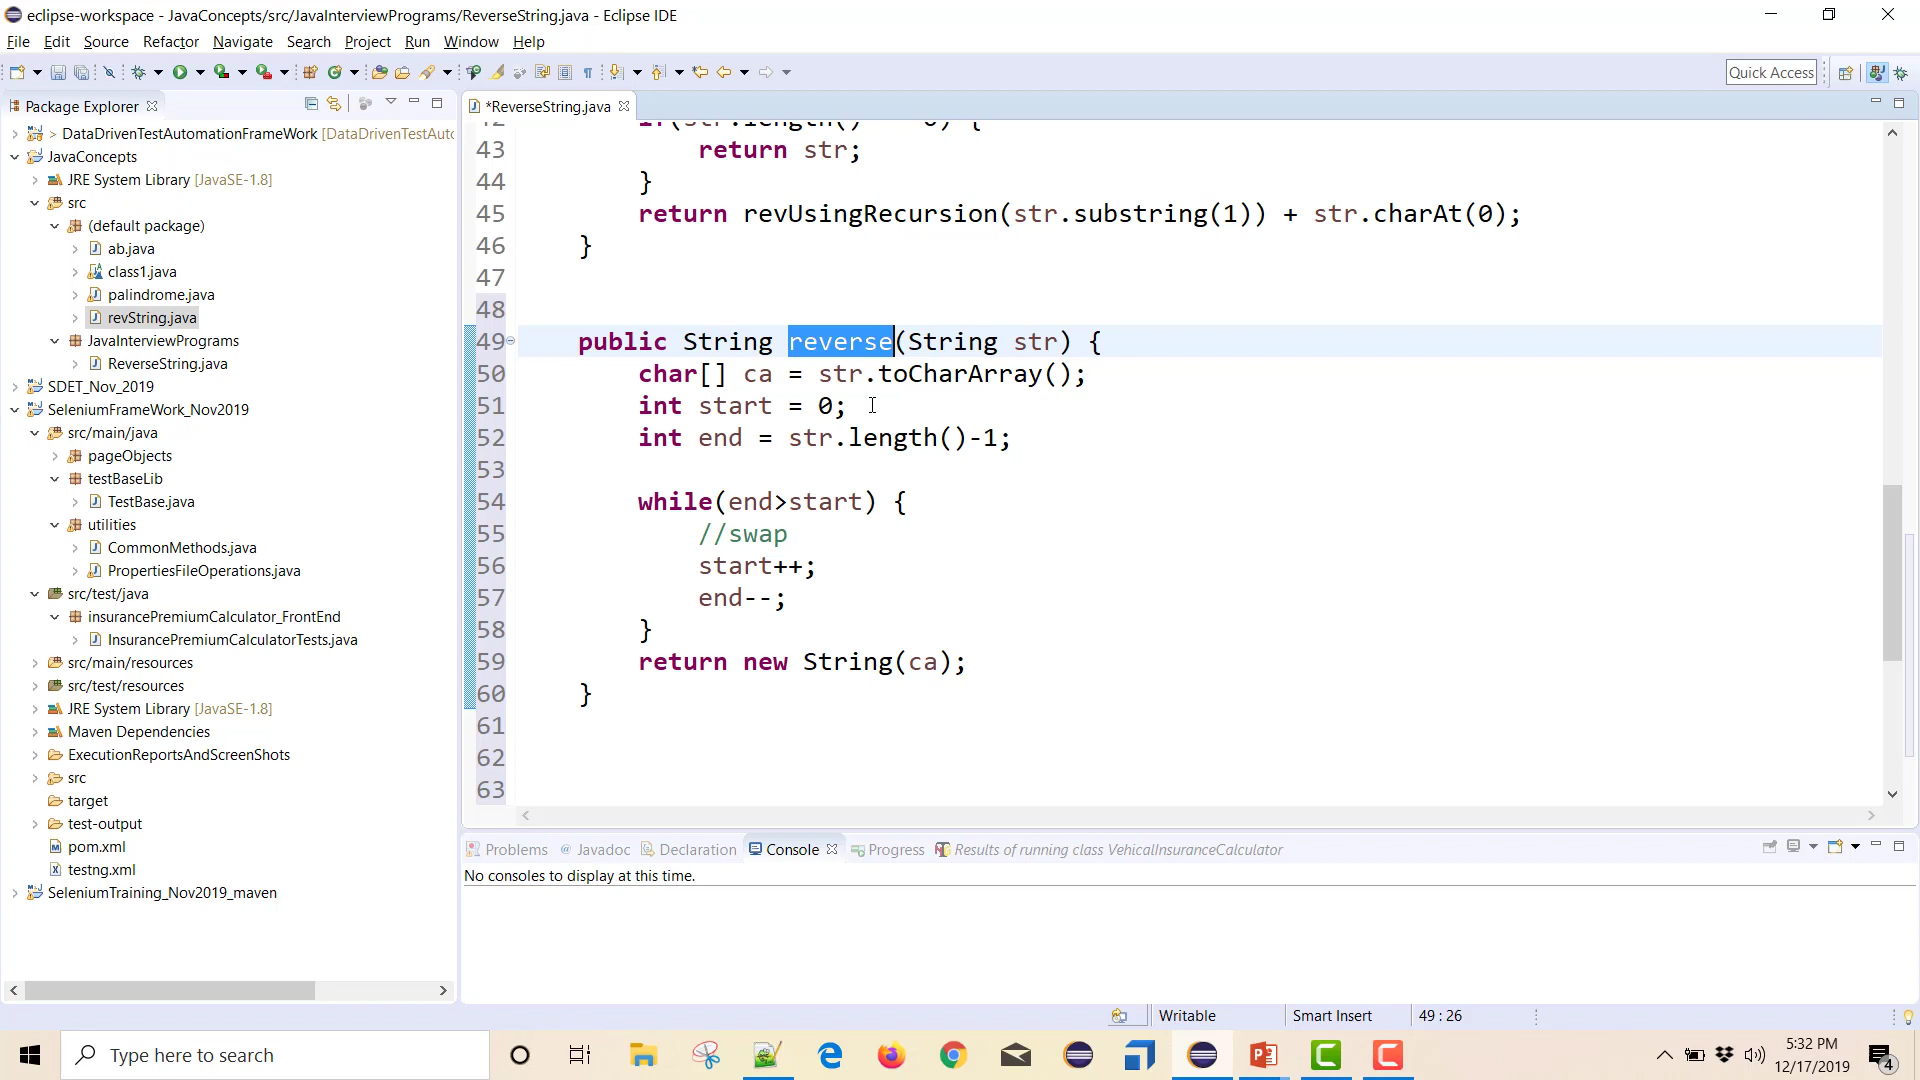 eclipse-workspace - JavaConcepts/src/JavaInterviewPrograms/ReverseString.java - Eclipse IDE
File Edit Source Refactor Navigate Search Project Run Window Help
Quick Access
Package Explorer
> DataDrivenTestAutomationFrameWork [DataDrivenTestAuto
JavaConcepts
JRE System Library [JavaSE-1.8]
src
(default package)
ab.java
class1.java
palindrome.java
revString.java
JavaInterviewPrograms
ReverseString.java
SDET_Nov_2019
SeleniumFrameWork_Nov2019
src/main/java
pageObjects
testBaseLib
TestBase.java
utilities
CommonMethods.java
PropertiesFileOperations.java
src/test/java
insurancePremiumCalculator_FrontEnd
InsurancePremiumCalculatorTests.java
src/main/resources
src/test/resources
JRE System Library [JavaSE-1.8]
Maven Dependencies
ExecutionReportsAndScreenShots
src
target
test-output
pom.xml
testng.xml
SeleniumTraining_Nov2019_maven
*ReverseString.java
43 return str;
44 }
45 return revUsingRecursion(str.substring(1)) + str.charAt(0);
46 }
47
48
49 public String reverse(String str) {
50 char[] ca = str.toCharArray();
51 int start = 0;
52 int end = str.length()-1;
53
54 while(end>start) {
55 //swap
56 start++;
57 end--;
58 }
59 return new String(ca);
60 }
61
62
63
Problems Javadoc Declaration Console Progress Results of running class VehicalInsuranceCalculator
No consoles to display at this time.
Writable Smart Insert 49 : 26
Type here to search
5:32 PM
12/17/2019
4